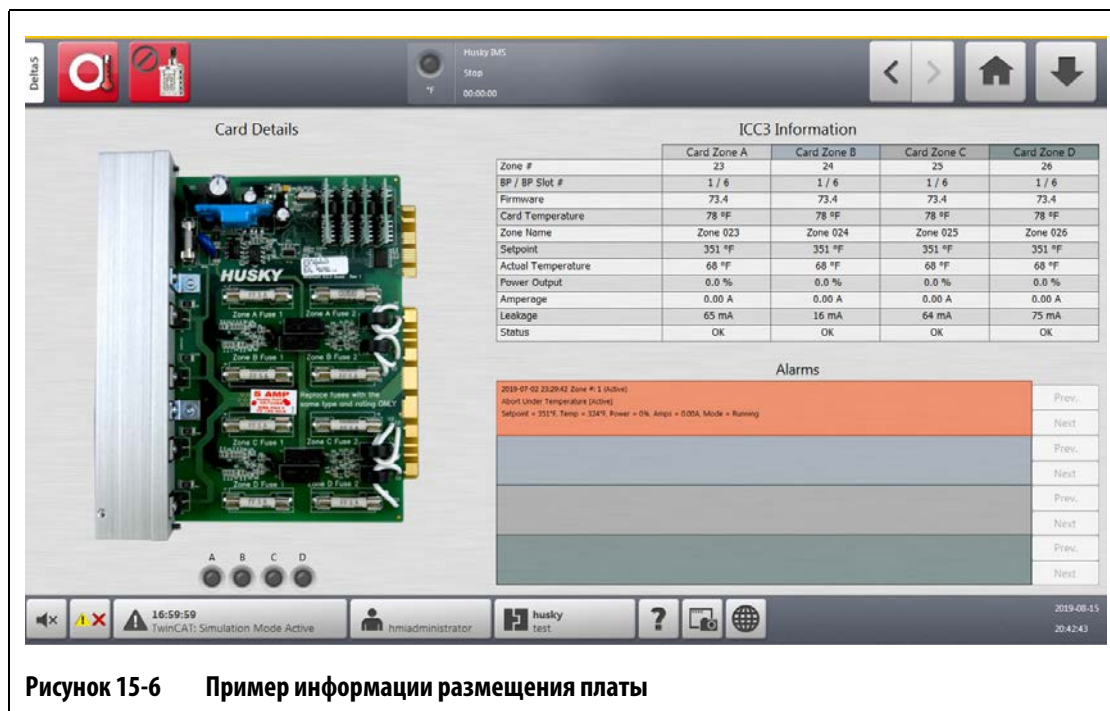 Delta5
Husky IMS
Stop
°F
00:00:00
Card Details
ICC3 Information
Card Zone A Card Zone B Card Zone C Card Zone D
Zone # 23 24 25 26
BP / BP Slot # 1 / 6 1 / 6 1 / 6 1 / 6
Firmware 73.4 73.4 73.4 73.4
Card Temperature 78 °F 78 °F 78 °F 78 °F
Zone Name Zone 023 Zone 024 Zone 025 Zone 026
Setpoint 351 °F 351 °F 351 °F 351 °F
Actual Temperature 68 °F 68 °F 68 °F 68 °F
Power Output 0.0 % 0.0 % 0.0 % 0.0 %
Amperage 0.00 A 0.00 A 0.00 A 0.00 A
Leakage 65 mA 16 mA 64 mA 75 mA
Status OK OK OK OK
HUSKY
Zone A Fuse 1 Zone A Fuse 2
Zone B Fuse 1 Zone B Fuse 2
5 AMP
Replace fuses with the
same type and rating ONLY
Zone C Fuse 1 Zone C Fuse 2
Zone D Fuse 1 Zone D Fuse 2
A B C D
Alarms
2019-07-02 23:29:42 Zone #: 1 (Active)
Abort Under Temperature [Active]
Setpoint = 351°F, Temp = 324°F, Power = 0%, Amps = 0.00A, Mode = Running
Prev.
Next
Prev.
Next
Prev.
Next
Prev.
Next
16:59:59
TwinCAT: Simulation Mode Active
hmiadministrator
husky
test
?
2019-08-15
20:42:43
Рисунок 15-6 Пример информации размещения платы